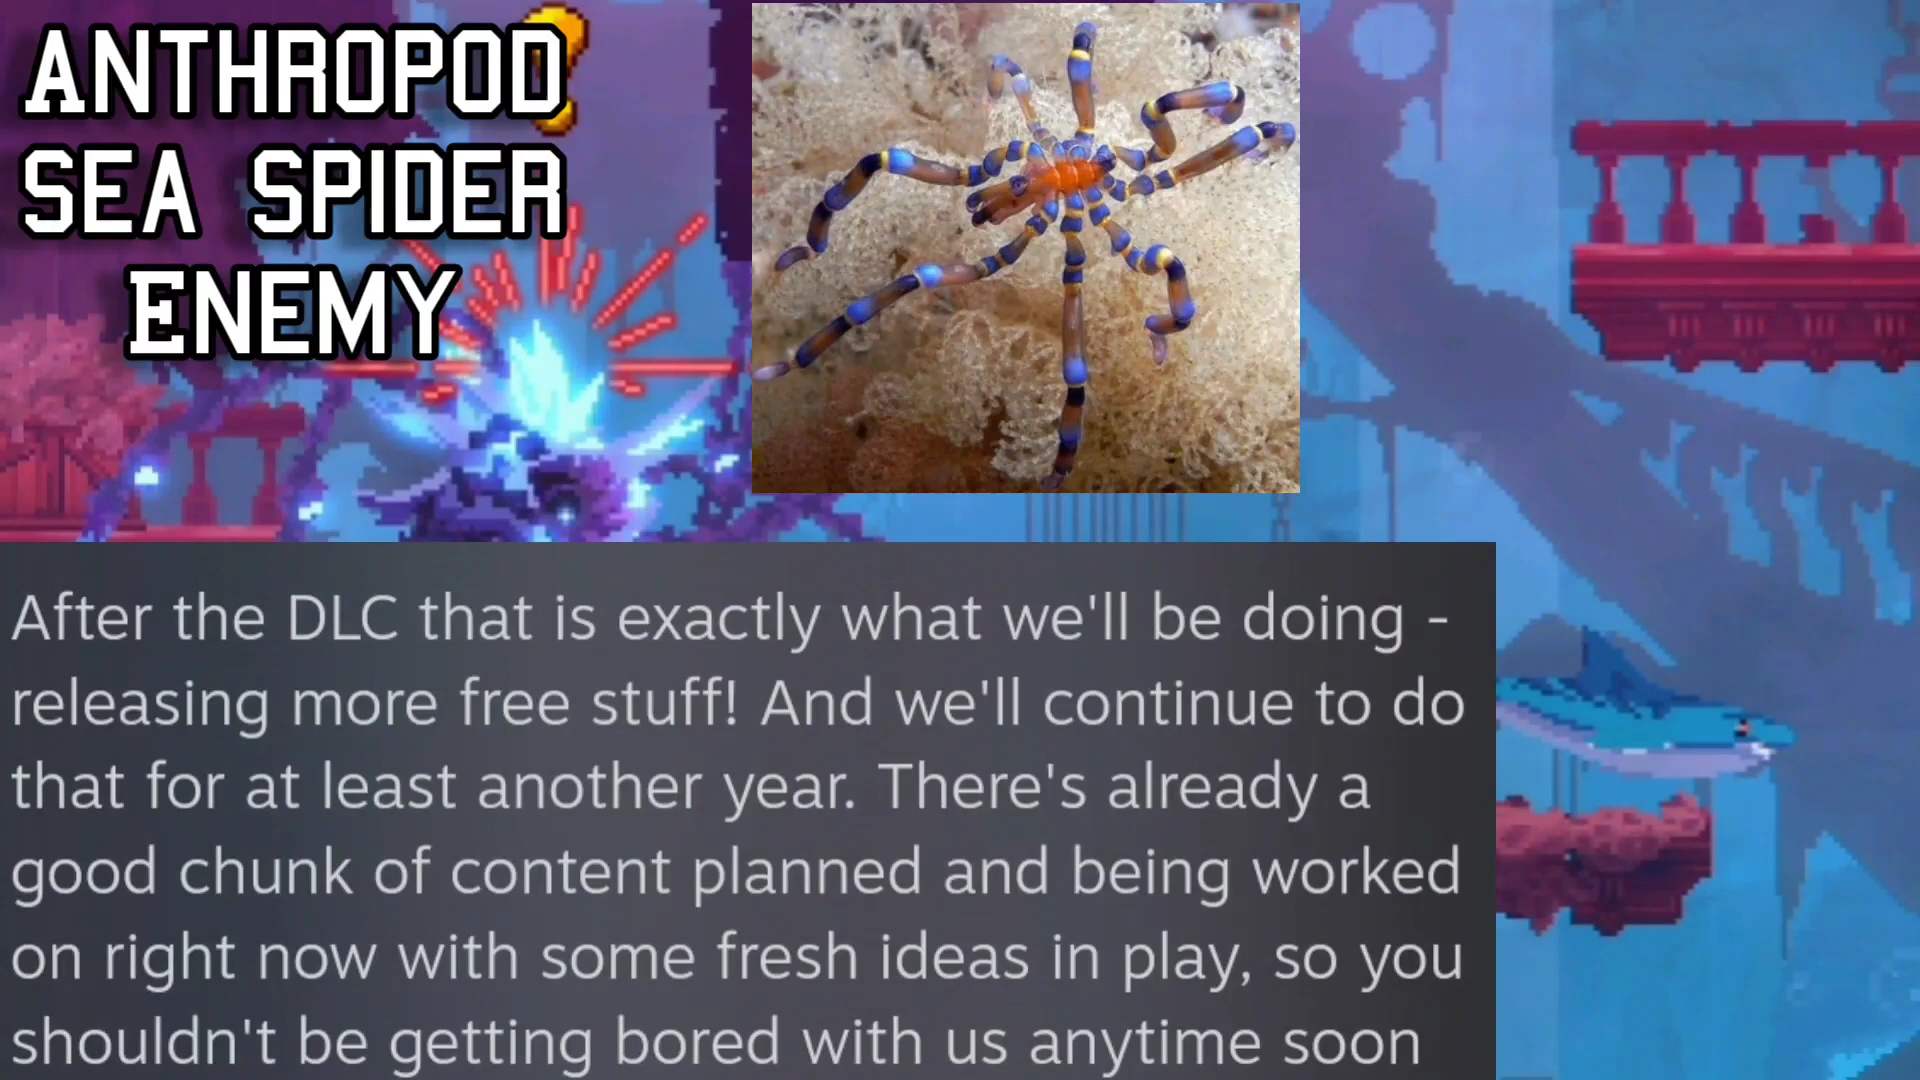 ANTHROPOD
SEA SPIDER
ENEMY
After the DLC that is exactly what we'll be doing -
releasing more free stuff! And we'll continue to do
that for at least another year. There's already a
good chunk of content planned and being worked
on right now with some fresh ideas in play, so you
shouldn't be getting bored with us anytime soon